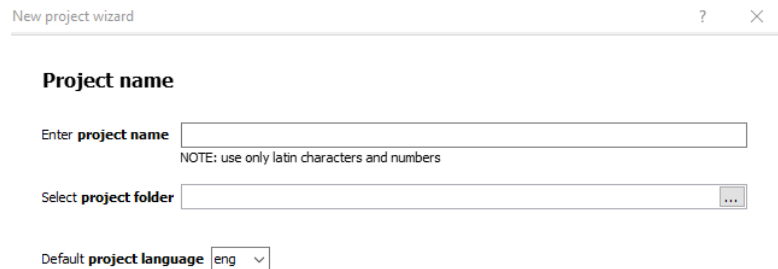 New project wizard ?
Project name
Enter project name
NOTE: use only latin characters and numbers
Select project folder ...
Default project language eng